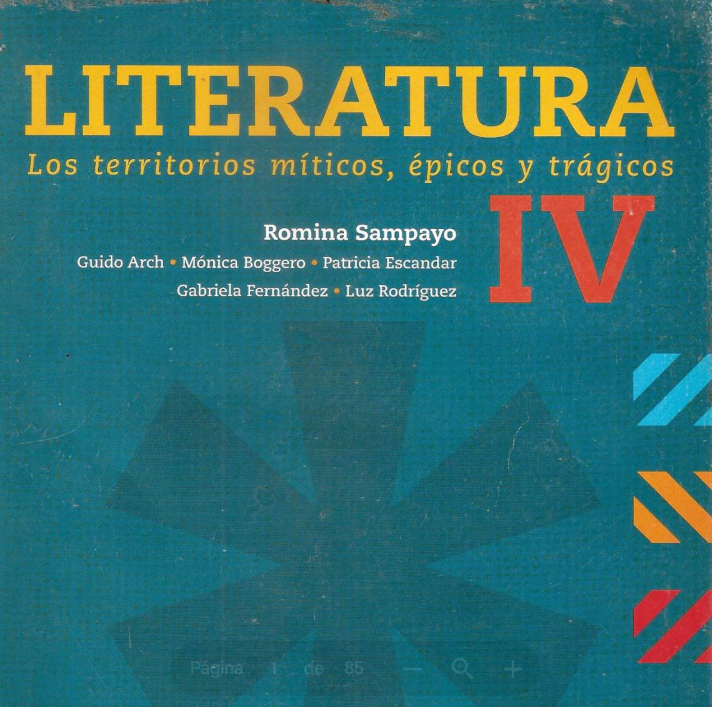 LITERATURA
Los territorios míticos, épicos y trágicos
IV
Romina Sampayo
Guido Arch • Mónica Boggero • Patricia Escandar
Gabriela Fernández • Luz Rodríguez
Página 1 de 85